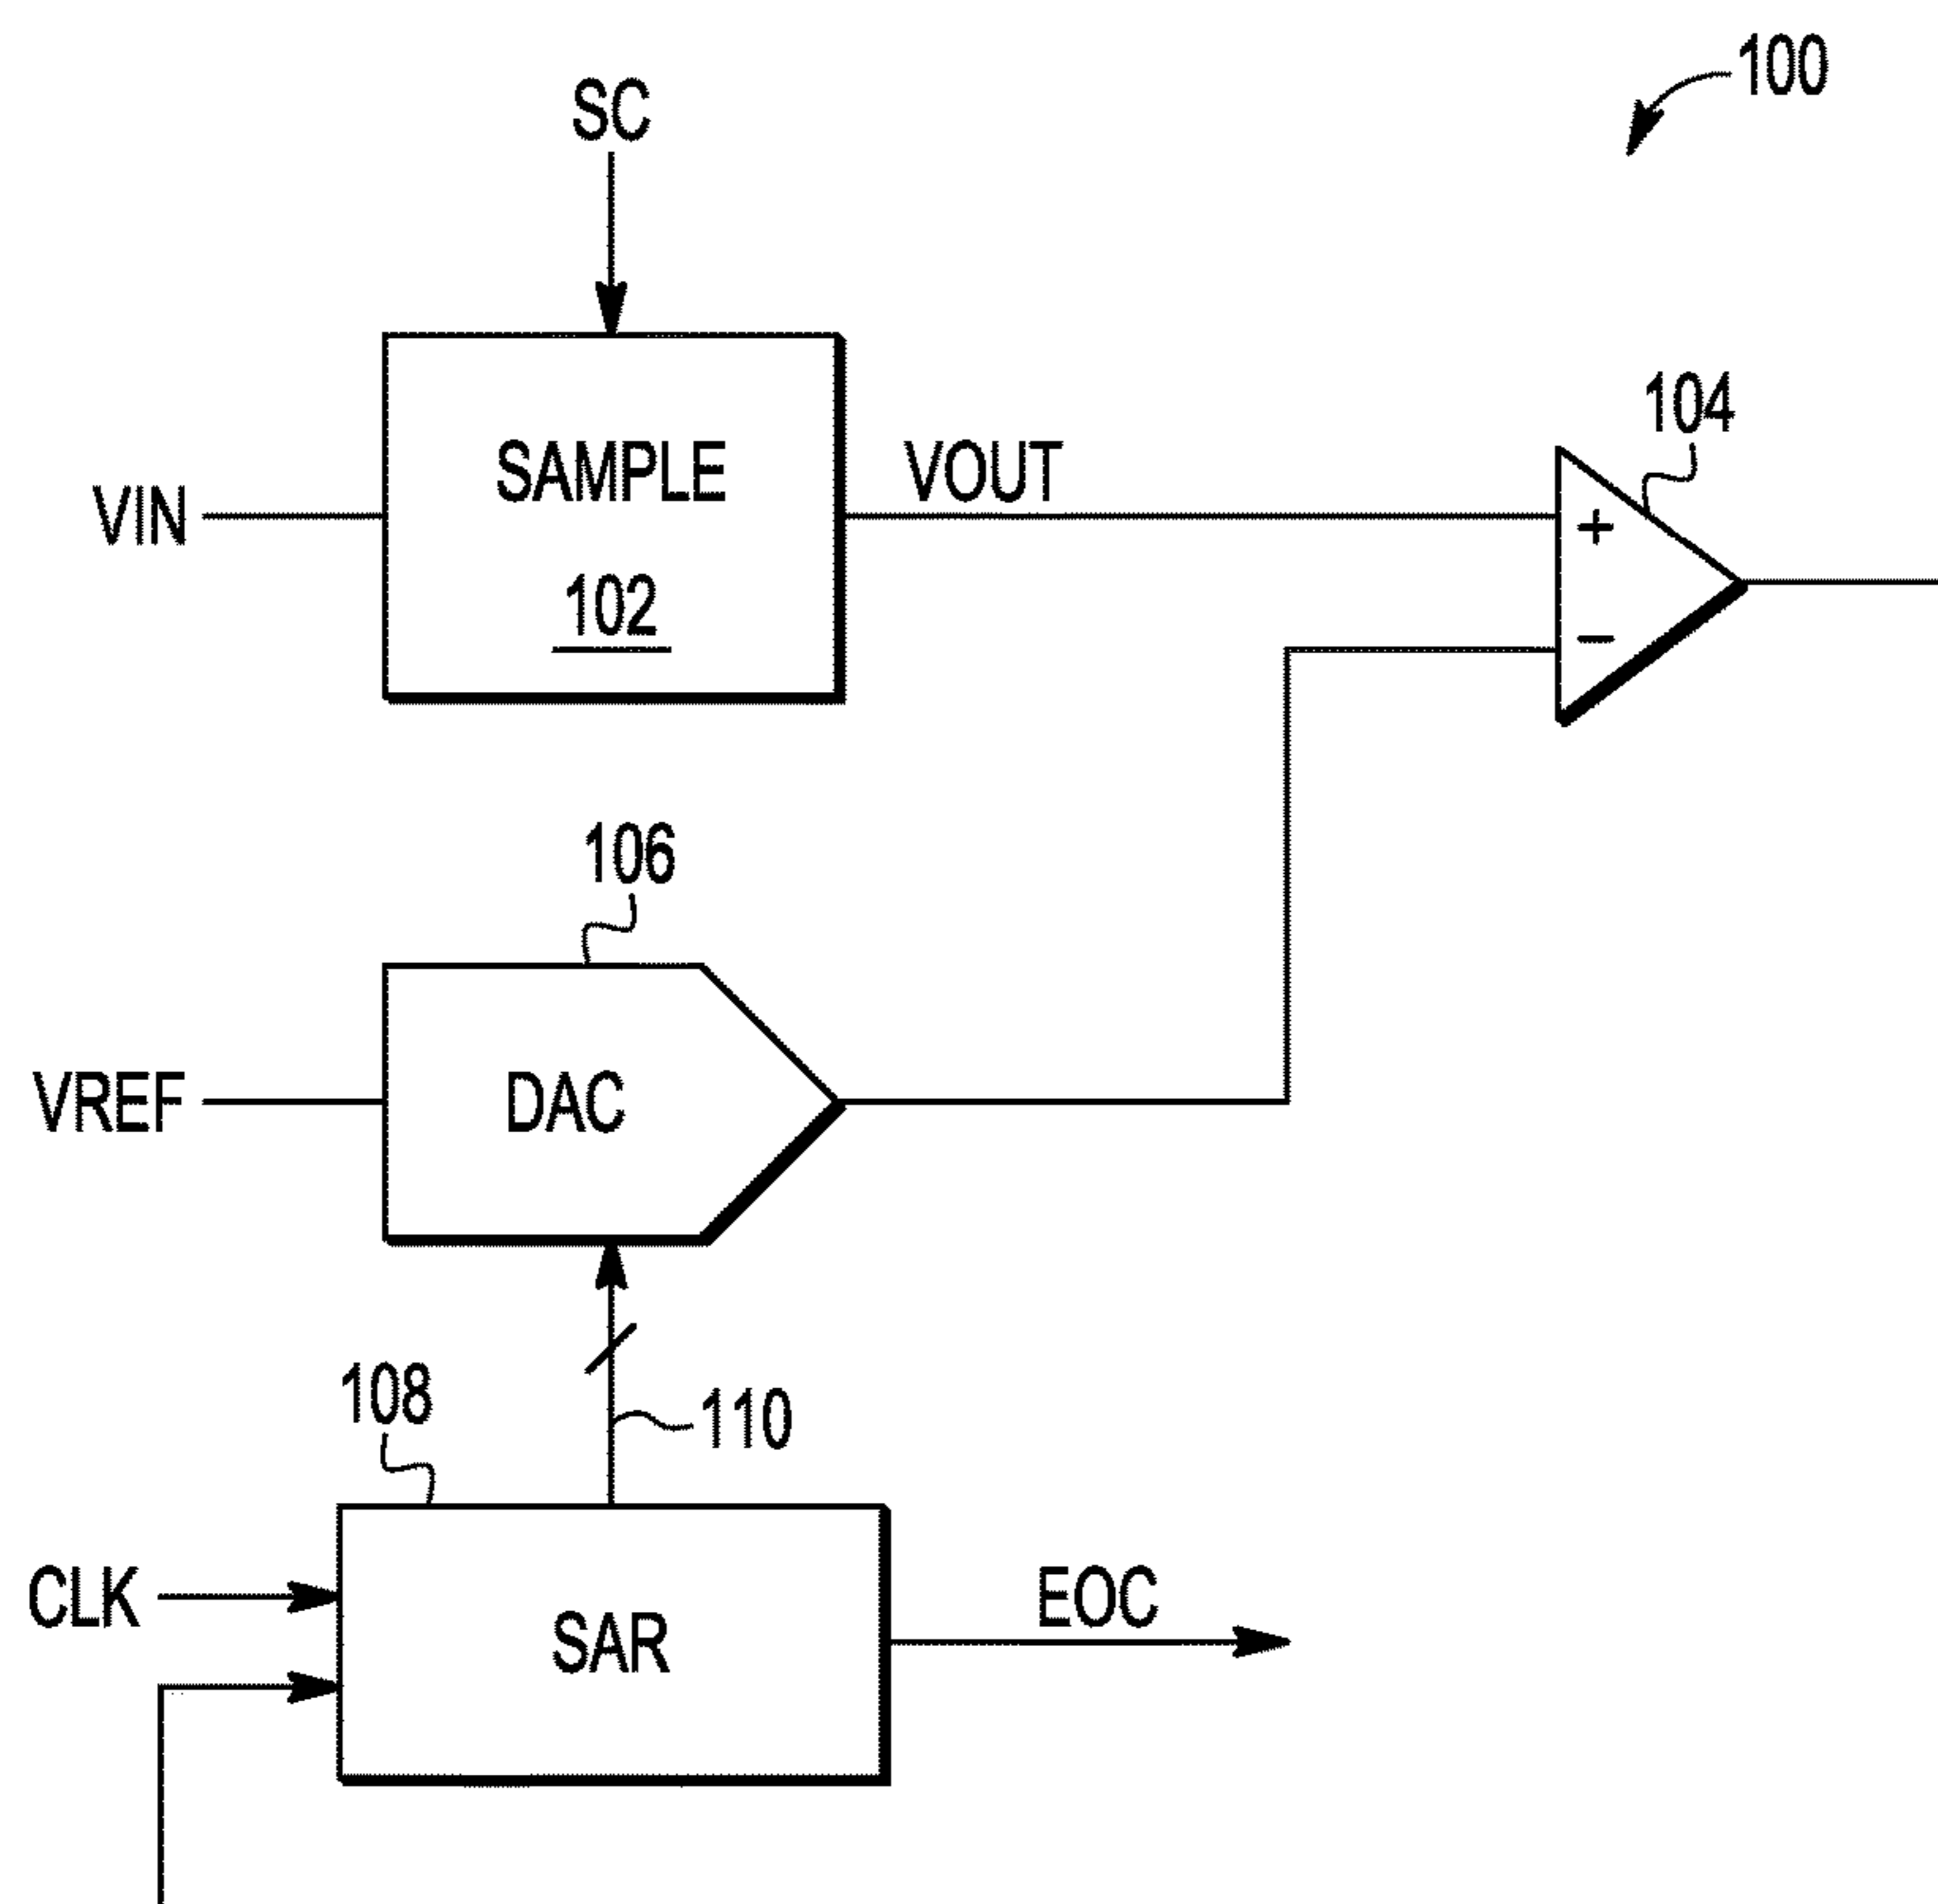 100
SC
104
SAMPLE
VOUT
VIN
+
102
−
106
VREF
DAC
108
110
CLK
EOC
SAR